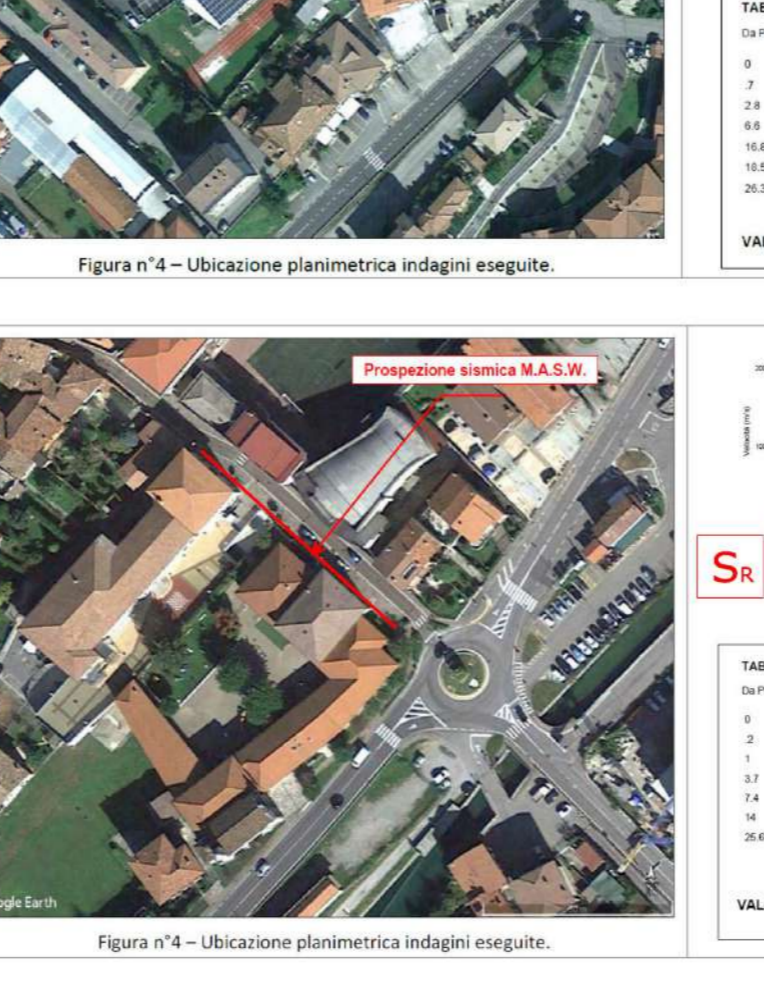 TAB
Da P
0
.7
2.8
6.6
16.8
18.5
26.3
VAL
Figura n°4 – Ubicazione planimetrica indagini eseguite.
Prospezione sismica M.A.S.W.
Velocità (m/s)
SR
TAB
Da P
0
.2
1
3.7
7.4
14
25.6
VAL
ogle Earth
Figura n°4 – Ubicazione planimetrica indagini eseguite.